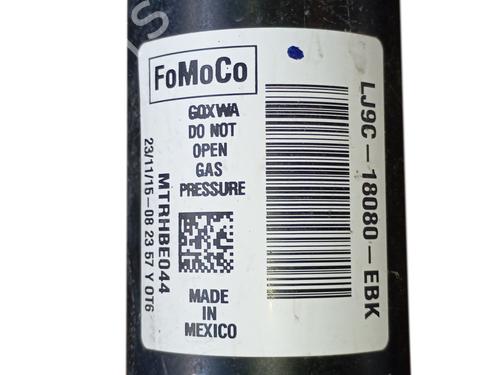 FoMoCo
GOXWA
DO NOT
OPEN
GAS
PRESSURE
MADE
IN
MEXICO
MTRHBE044
23/11/15-08 23 57 Y 0T6
LJ9C-18080-EBK